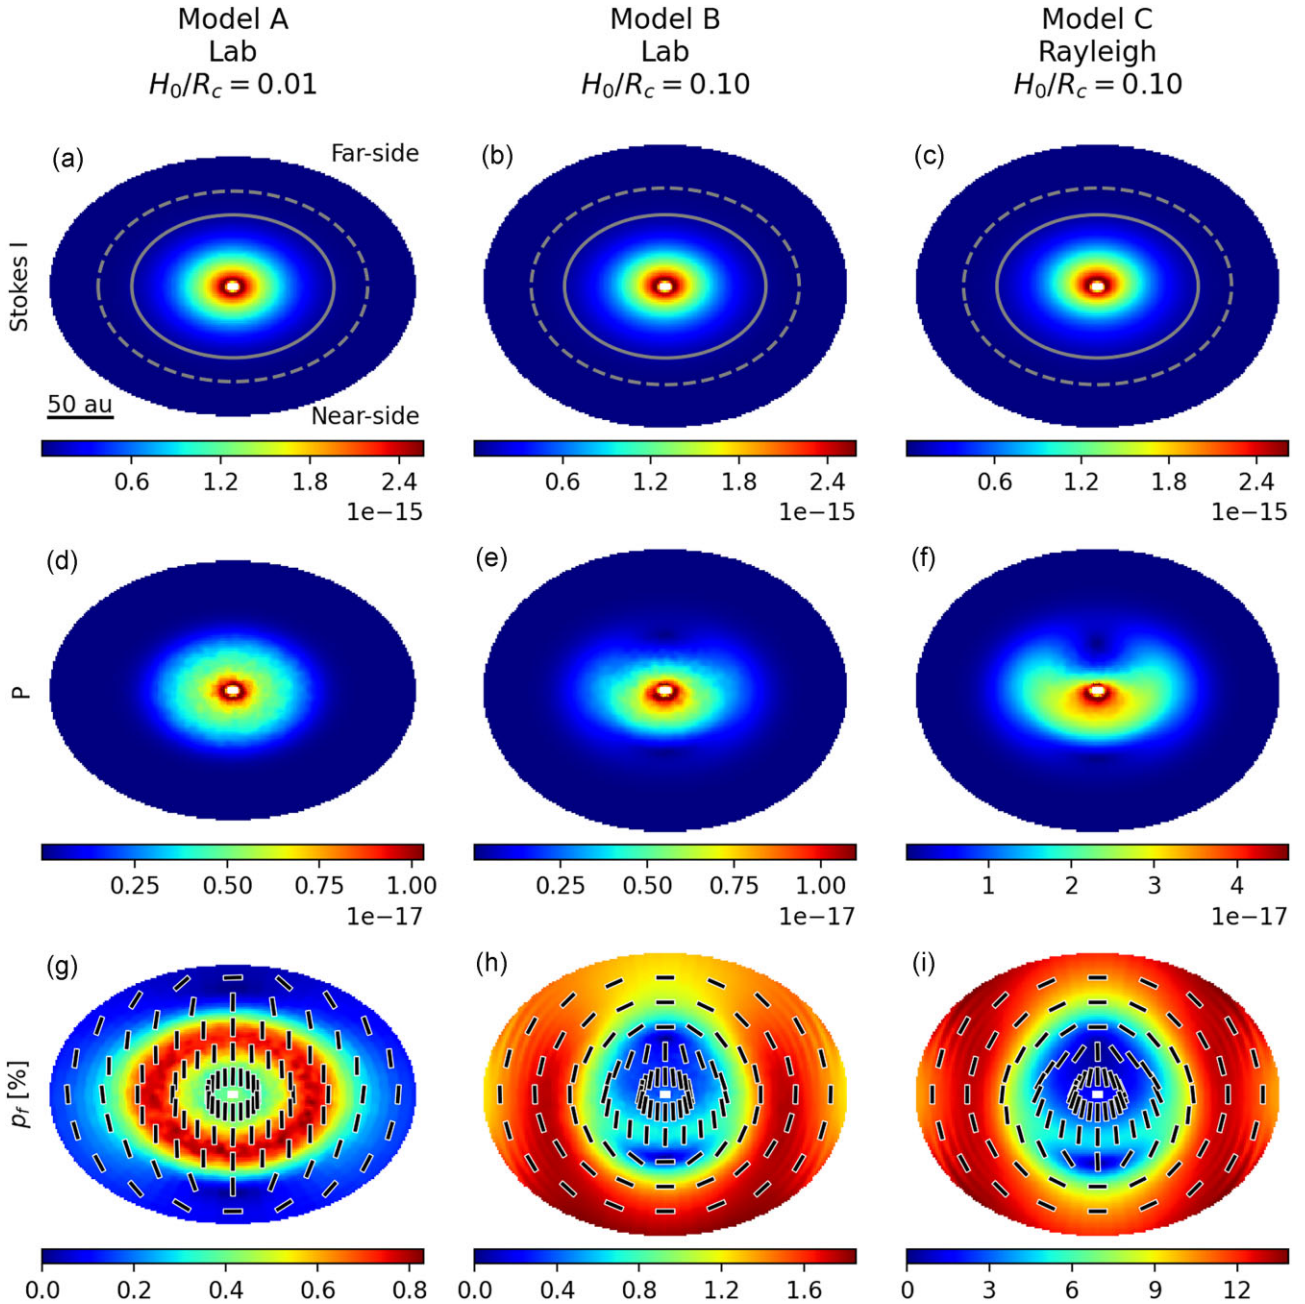 Model A
Lab
H₀/R_c = 0.01
Model B
Lab
H₀/R_c = 0.10
Model C
Rayleigh
H₀/R_c = 0.10
Stokes I
(a)
Far-side
50 au
Near-side
(b)
(c)
0.6 1.2 1.8 2.4
1e−15
0.6 1.2 1.8 2.4
1e−15
0.6 1.2 1.8 2.4
1e−15
P
(d)
(e)
(f)
0.25 0.50 0.75 1.00
1e−17
0.25 0.50 0.75 1.00
1e−17
1 2 3 4
1e−17
p_f [%]
(g)
(h)
(i)
0.0 0.2 0.4 0.6 0.8
0.0 0.4 0.8 1.2 1.6
0 3 6 9 12